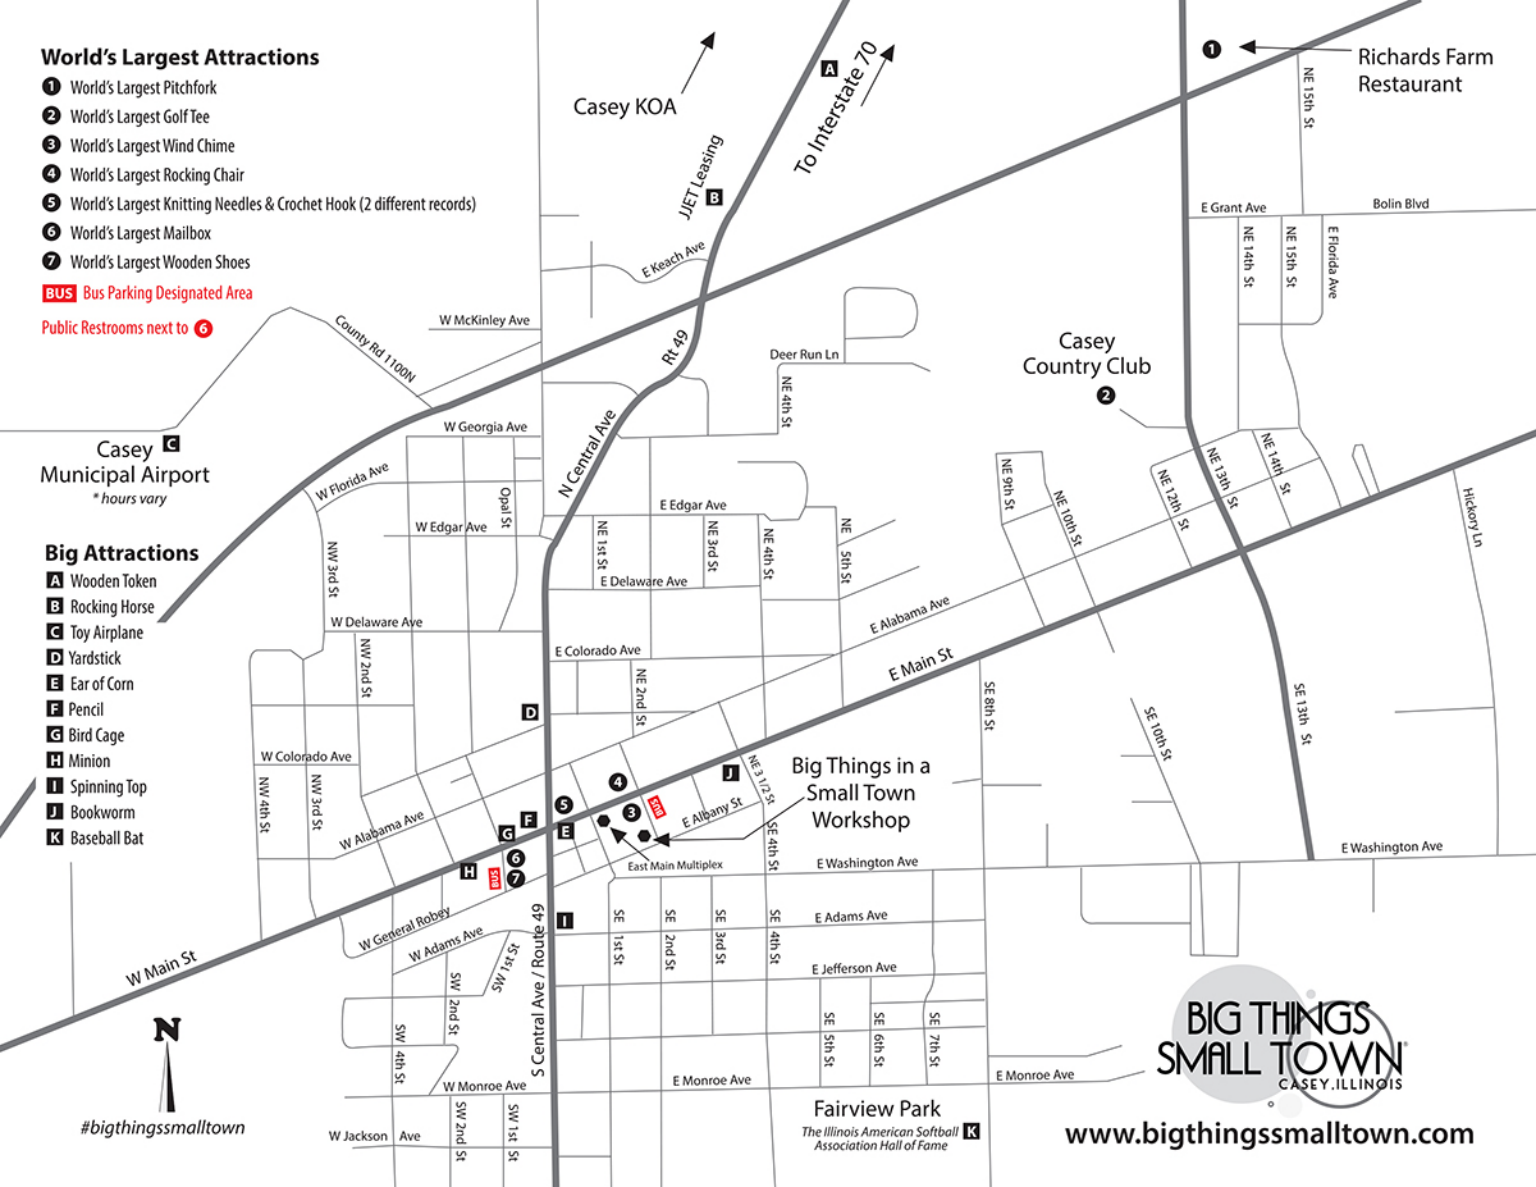 World's Largest Attractions
1 World's Largest Pitchfork
2 World's Largest Golf Tee
3 World's Largest Wind Chime
4 World's Largest Rocking Chair
5 World's Largest Knitting Needles & Crochet Hook (2 different records)
6 World's Largest Mailbox
7 World's Largest Wooden Shoes
BUS Bus Parking Designated Area
Public Restrooms next to 6
Casey KOA
A
To Interstate 70
1
Richards Farm
Restaurant
NE 15th St
JJET Leasing
B
E Keach Ave
E Grant Ave
Bolin Blvd
NE 14th St
NE 15th St
E Florida Ave
W McKinley Ave
County Rd 1100N
Rt 49
Deer Run Ln
NE 4th St
Casey
Country Club
2
Casey C
Municipal Airport
* hours vary
W Georgia Ave
N Central Ave
W Florida Ave
Opal St
W Edgar Ave
E Edgar Ave
NE 1st St
NE 3rd St
NE 4th St
NE 5th St
NE 9th St
NE 10th St
NE 12th St
NE 13th St
NE 14th St
Hickory Ln
Big Attractions
A Wooden Token
B Rocking Horse
C Toy Airplane
D Yardstick
E Ear of Corn
F Pencil
G Bird Cage
H Minion
I Spinning Top
J Bookworm
K Baseball Bat
NW 3rd St
E Delaware Ave
W Delaware Ave
E Alabama Ave
NW 2nd St
E Colorado Ave
NE 2nd St
E Main St
SE 8th St
SE 10th St
SE 13th St
D
W Colorado Ave
NW 4th St
NW 3rd St
W Alabama Ave
4
5
3
BUS
J
NE 3 1/2 St
E Albany St
Big Things in a
Small Town
Workshop
F
G
E
6
H
BUS
7
East Main Multiplex
SE 4th St
E Washington Ave
E Washington Ave
W General Robey
W Adams Ave
SW 1st St
S Central Ave / Route 49
I
SE 1st St
SE 2nd St
SE 3rd St
SE 4th St
E Adams Ave
W Main St
E Jefferson Ave
SW 2nd St
SW 4th St
SE 5th St
SE 6th St
SE 7th St
N
#bigthingssmalltown
W Monroe Ave
E Monroe Ave
E Monroe Ave
W Jackson Ave
SW 2nd St
SW 1st St
Fairview Park
The Illinois American Softball K
Association Hall of Fame
BIG THINGS
SMALL TOWN®
CASEY, ILLINOIS
www.bigthingssmalltown.com